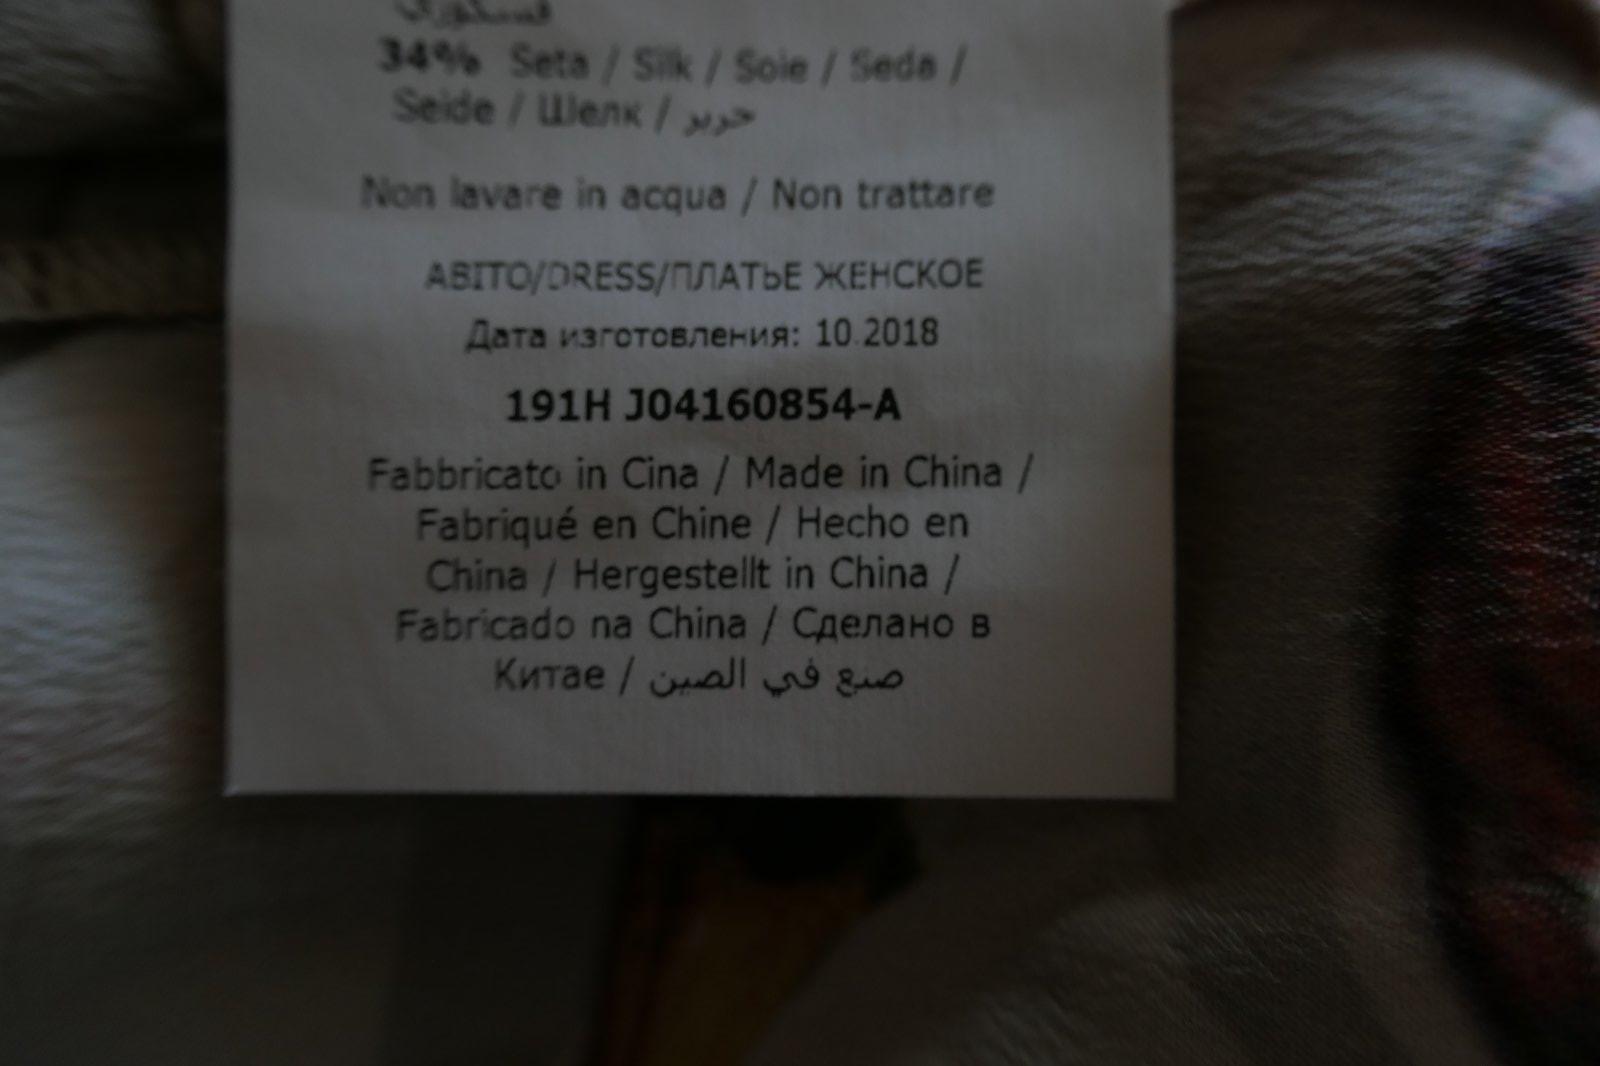 فسكوزي
34% Seta / Silk / Soie / Seda /
Seide / Шелк / حرير
Non lavare in acqua / Non trattare
ABITO/DRESS/ПЛАТЬЕ ЖЕНСКОЕ
Дата изготовления: 10.2018
191H J04160854-A
Fabbricato in Cina / Made in China /
Fabriqué en Chine / Hecho en
China / Hergestellt in China /
Fabricado na China / Сделано в
Китае / صنع في الصين